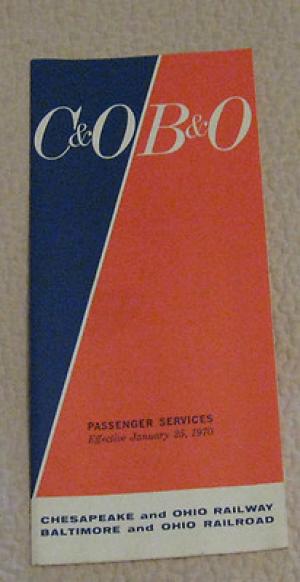 C&O B&O
PASSENGER SERVICES
Effective January 25, 1970
CHESAPEAKE and OHIO RAILWAY
BALTIMORE and OHIO RAILROAD